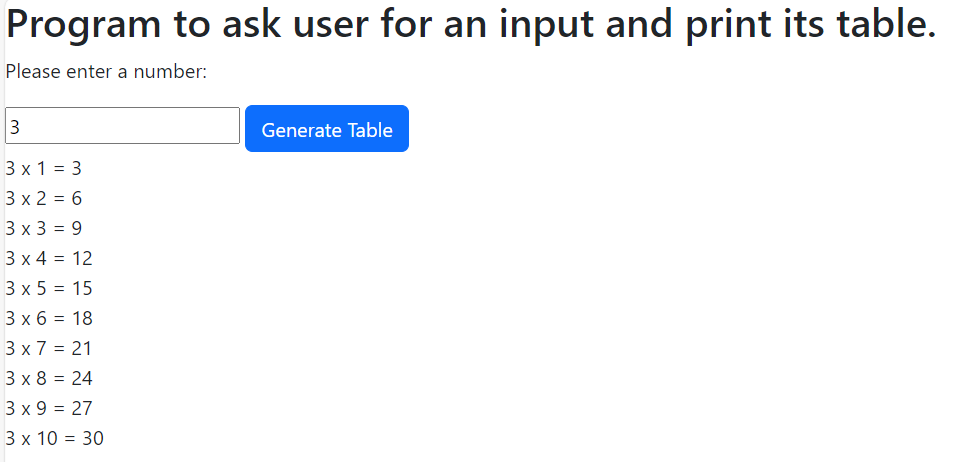 Program to ask user for an input and print its table.
Please enter a number:
3 Generate Table
3 x 1 = 3
3 x 2 = 6
3 x 3 = 9
3 x 4 = 12
3 x 5 = 15
3 x 6 = 18
3 x 7 = 21
3 x 8 = 24
3 x 9 = 27
3 x 10 = 30